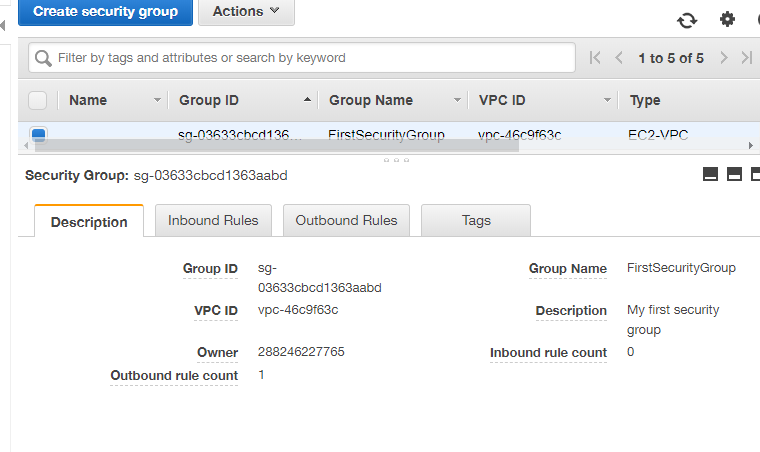 Create security group Actions
Filter by tags and attributes or search by keyword 1 to 5 of 5
Name Group ID Group Name VPC ID Type
sg-03633cbcd136... FirstSecurityGroup vpc-46c9f63c EC2-VPC
Security Group: sg-03633cbcd1363aabd
Description Inbound Rules Outbound Rules Tags
Group ID sg- Group Name FirstSecurityGroup
03633cbcd1363aabd
VPC ID vpc-46c9f63c Description My first security
group
Owner 288246227765 Inbound rule count 0
Outbound rule count 1